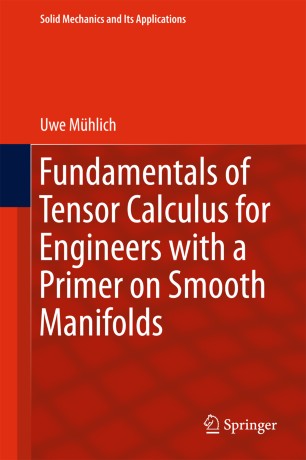 Solid Mechanics and Its Applications
Uwe Mühlich
Fundamentals of
Tensor Calculus for
Engineers with a
Primer on Smooth
Manifolds
Springer